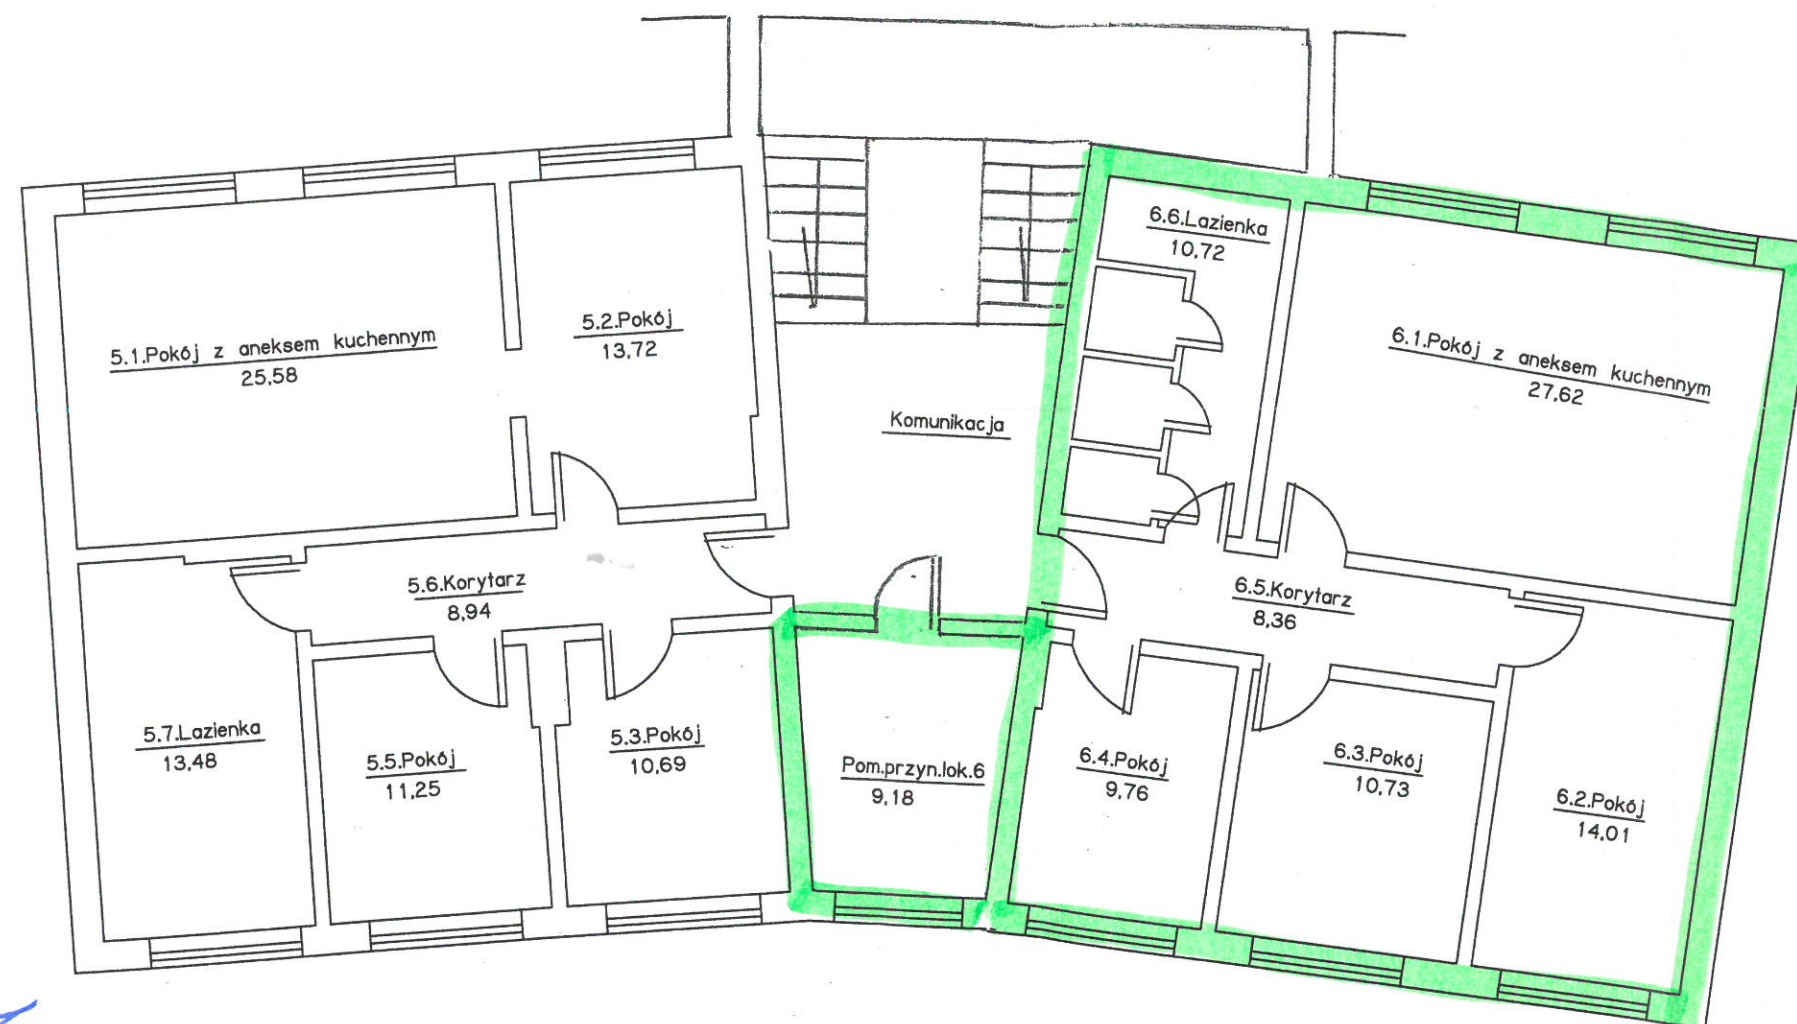 6.6.Lazienka
10,72
5.2.Pokój
13,72
5.1.Pokój z aneksem kuchennym
25,58
6.1.Pokój z aneksem kuchennym
27,62
Komunikacja
5.6.Korytarz
8,94
6.5.Korytarz
8,36
5.7.Lazienka
13,48
5.5.Pokój
11,25
5.3.Pokój
10,69
Pom.przyn.lok.6
9,18
6.4.Pokój
9,76
6.3.Pokój
10,73
6.2.Pokój
14,01